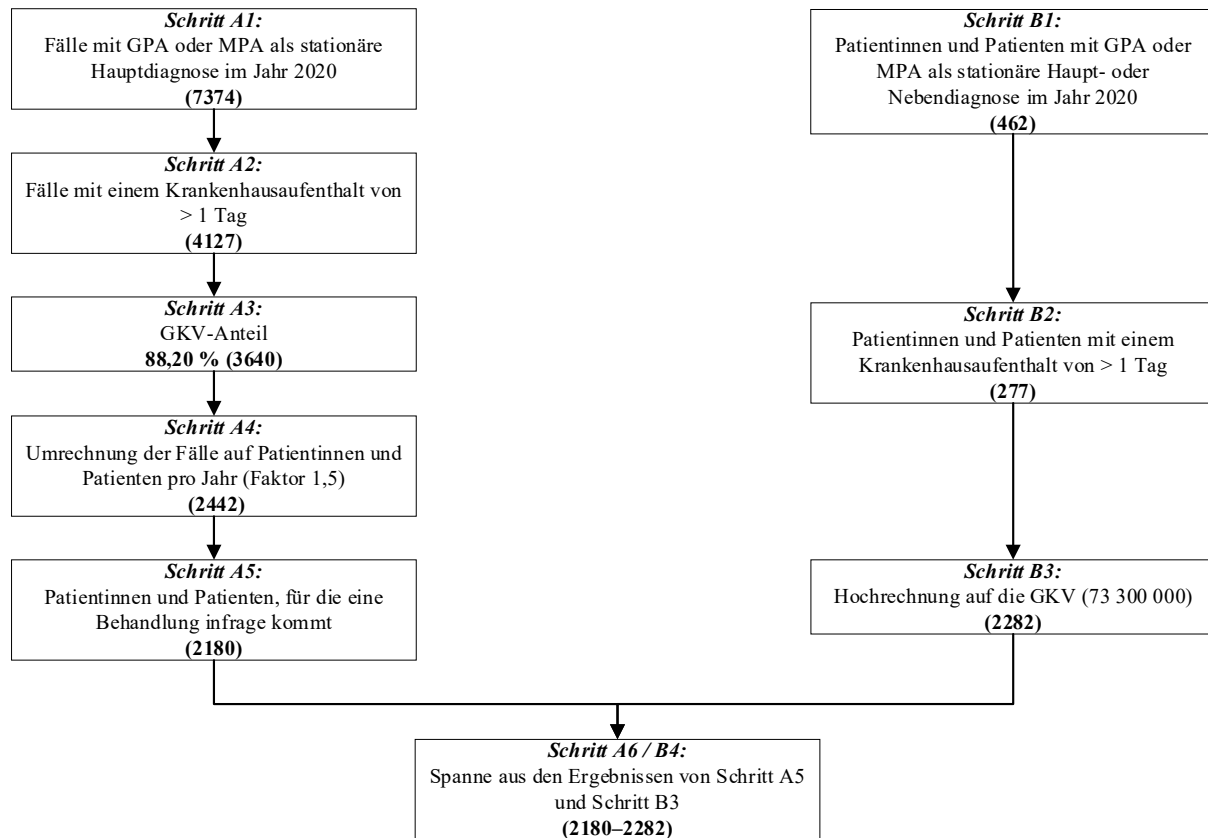 Schritt A1:
Fälle mit GPA oder MPA als stationäre
Hauptdiagnose im Jahr 2020
(7374)
Schritt A2:
Fälle mit einem Krankenhausaufenthalt von
> 1 Tag
(4127)
Schritt A3:
GKV-Anteil
88,20 % (3640)
Schritt A4:
Umrechnung der Fälle auf Patientinnen und
Patienten pro Jahr (Faktor 1,5)
(2442)
Schritt A5:
Patientinnen und Patienten, für die eine
Behandlung infrage kommt
(2180)
Schritt B1:
Patientinnen und Patienten mit GPA oder
MPA als stationäre Haupt- oder
Nebendiagnose im Jahr 2020
(462)
Schritt B2:
Patientinnen und Patienten mit einem
Krankenhausaufenthalt von > 1 Tag
(277)
Schritt B3:
Hochrechnung auf die GKV (73 300 000)
(2282)
Schritt A6 / B4:
Spanne aus den Ergebnissen von Schritt A5
und Schritt B3
(2180–2282)